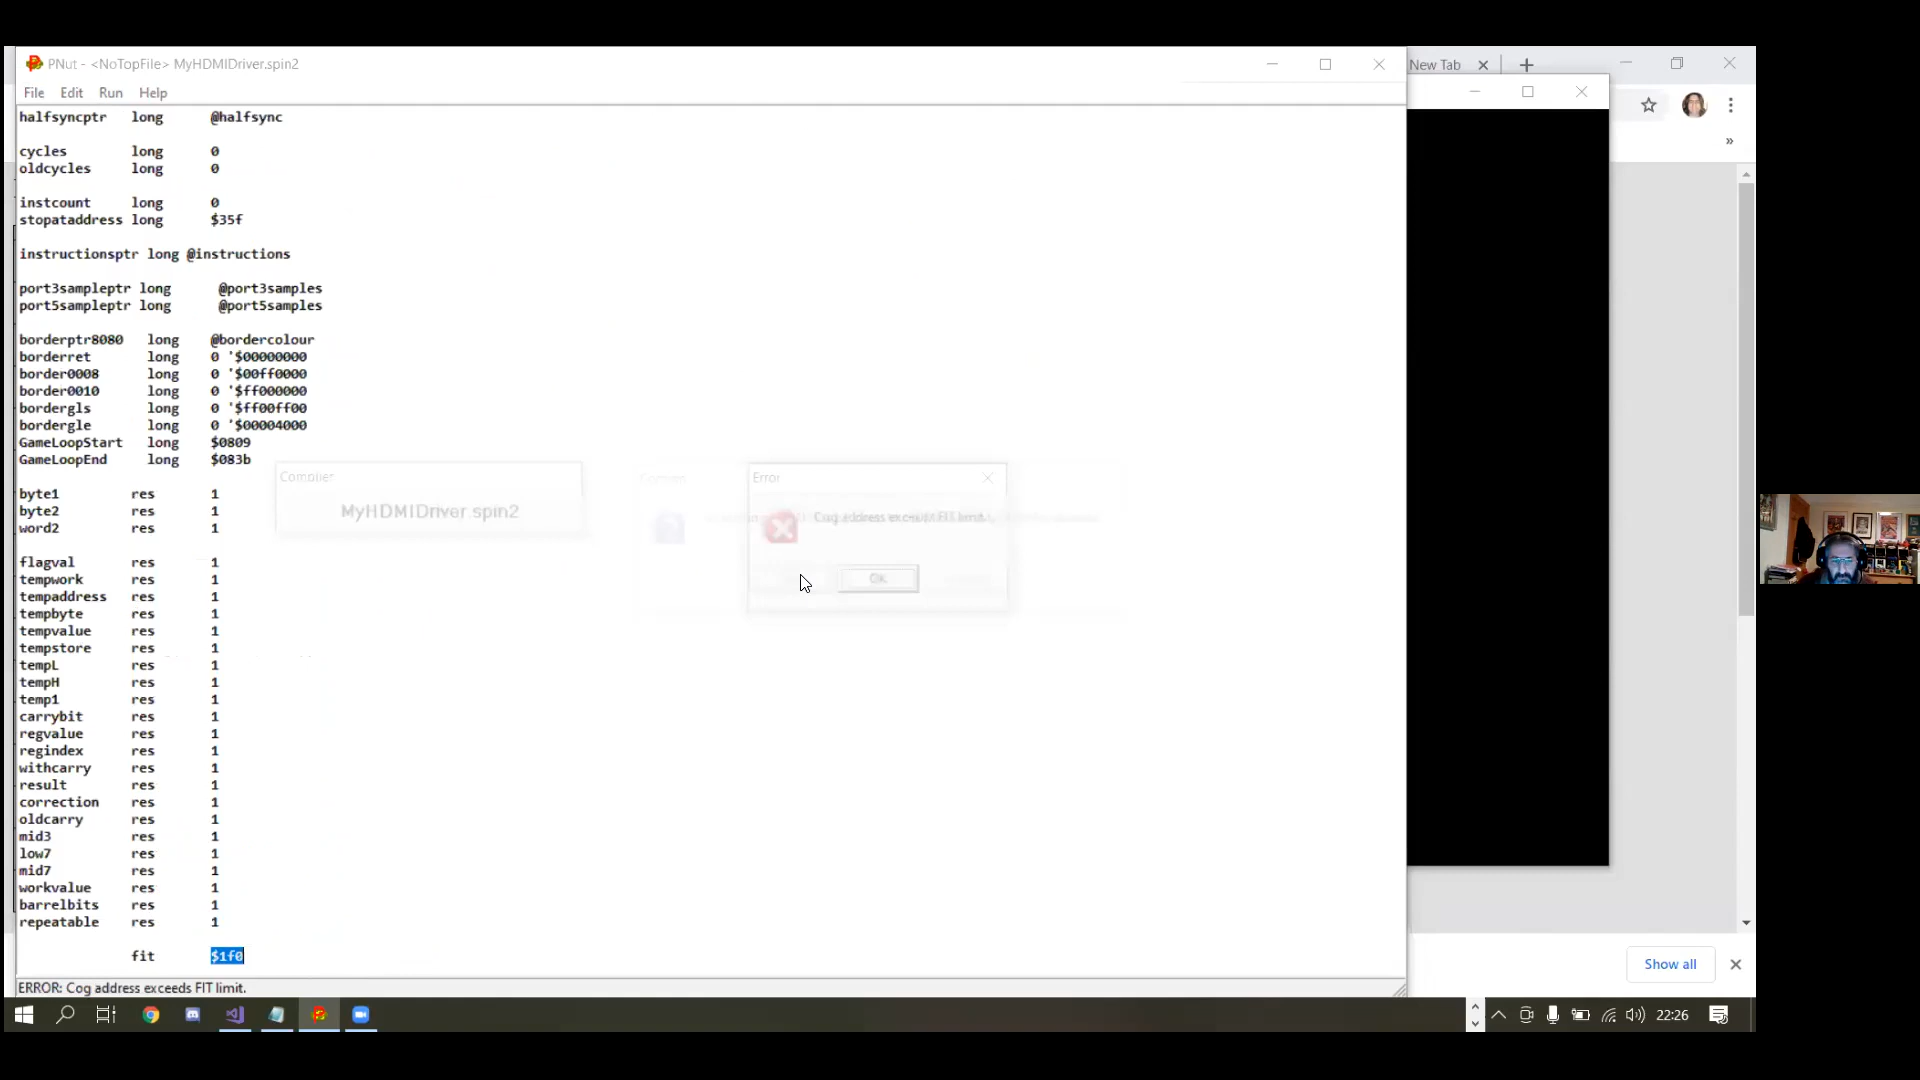 PNut - <NoTopFile> MyHDMIDriver.spin2
New Tab
File Edit Run Help
halfsyncptr long @halfsync
cycles long 0
oldcycles long 0
instcount long 0
stopataddress long $35f
instructionsptr long @instructions
port3sampleptr long @port3samples
port5sampleptr long @port5samples
borderptr8080 long @bordercolour
borderret long 0 '$00000000
border0008 long 0 '$00ff0000
border0010 long 0 '$ff000000
bordergls long 0 '$ff00ff00
bordergle long 0 '$00004000
GameLoopStart long $0809
GameLoopEnd long $083b
Compiler
MyHDMIDriver.spin2
Error
Cog address exceeds FIT limit.
OK
byte1 res 1
byte2 res 1
word2 res 1
flagval res 1
tempwork res 1
tempaddress res 1
tempbyte res 1
tempvalue res 1
tempstore res 1
tempL res 1
tempH res 1
temp1 res 1
carrybit res 1
regvalue res 1
regindex res 1
withcarry res 1
result res 1
correction res 1
oldcarry res 1
mid3 res 1
low7 res 1
mid7 res 1
workvalue res 1
barrelbits res 1
repeatable res 1
fit $1f0
ERROR: Cog address exceeds FIT limit.
Show all
22:26